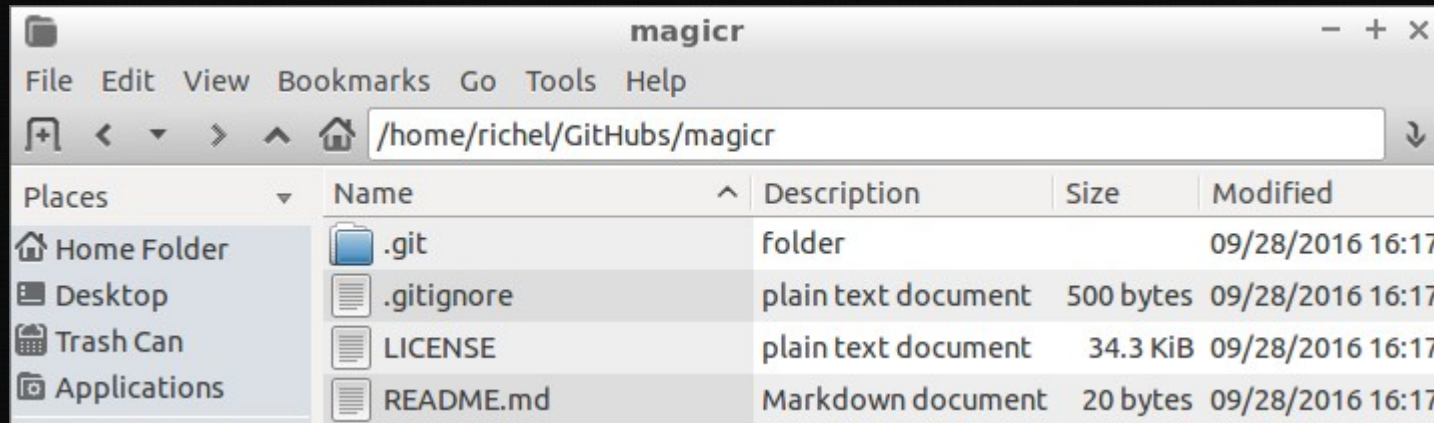 magicr
File Edit View Bookmarks Go Tools Help
/home/richel/GitHubs/magicr
Places Name Description Size Modified
Home Folder .git folder 09/28/2016 16:17
Desktop .gitignore plain text document 500 bytes 09/28/2016 16:17
Trash Can LICENSE plain text document 34.3 KiB 09/28/2016 16:17
Applications README.md Markdown document 20 bytes 09/28/2016 16:17